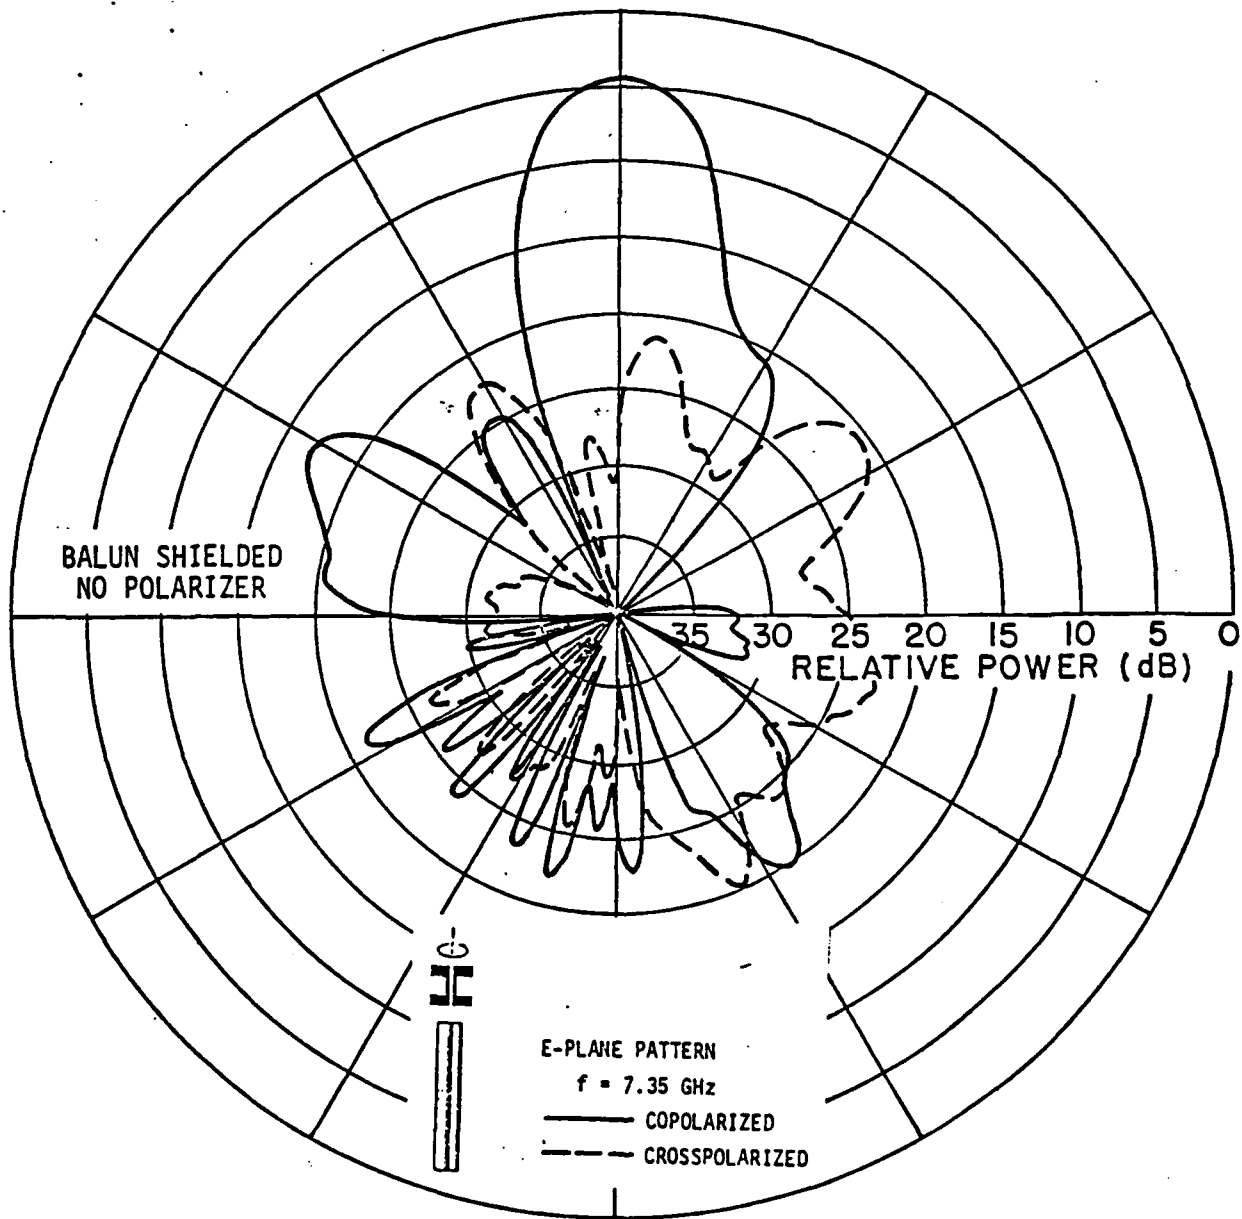 BALUN SHIELDED
NO POLARIZER
35 30 25 20 15 10 5 0
RELATIVE POWER (dB)
E-PLANE PATTERN
f = 7.35 GHz
COPOLARIZED
CROSSPOLARIZED